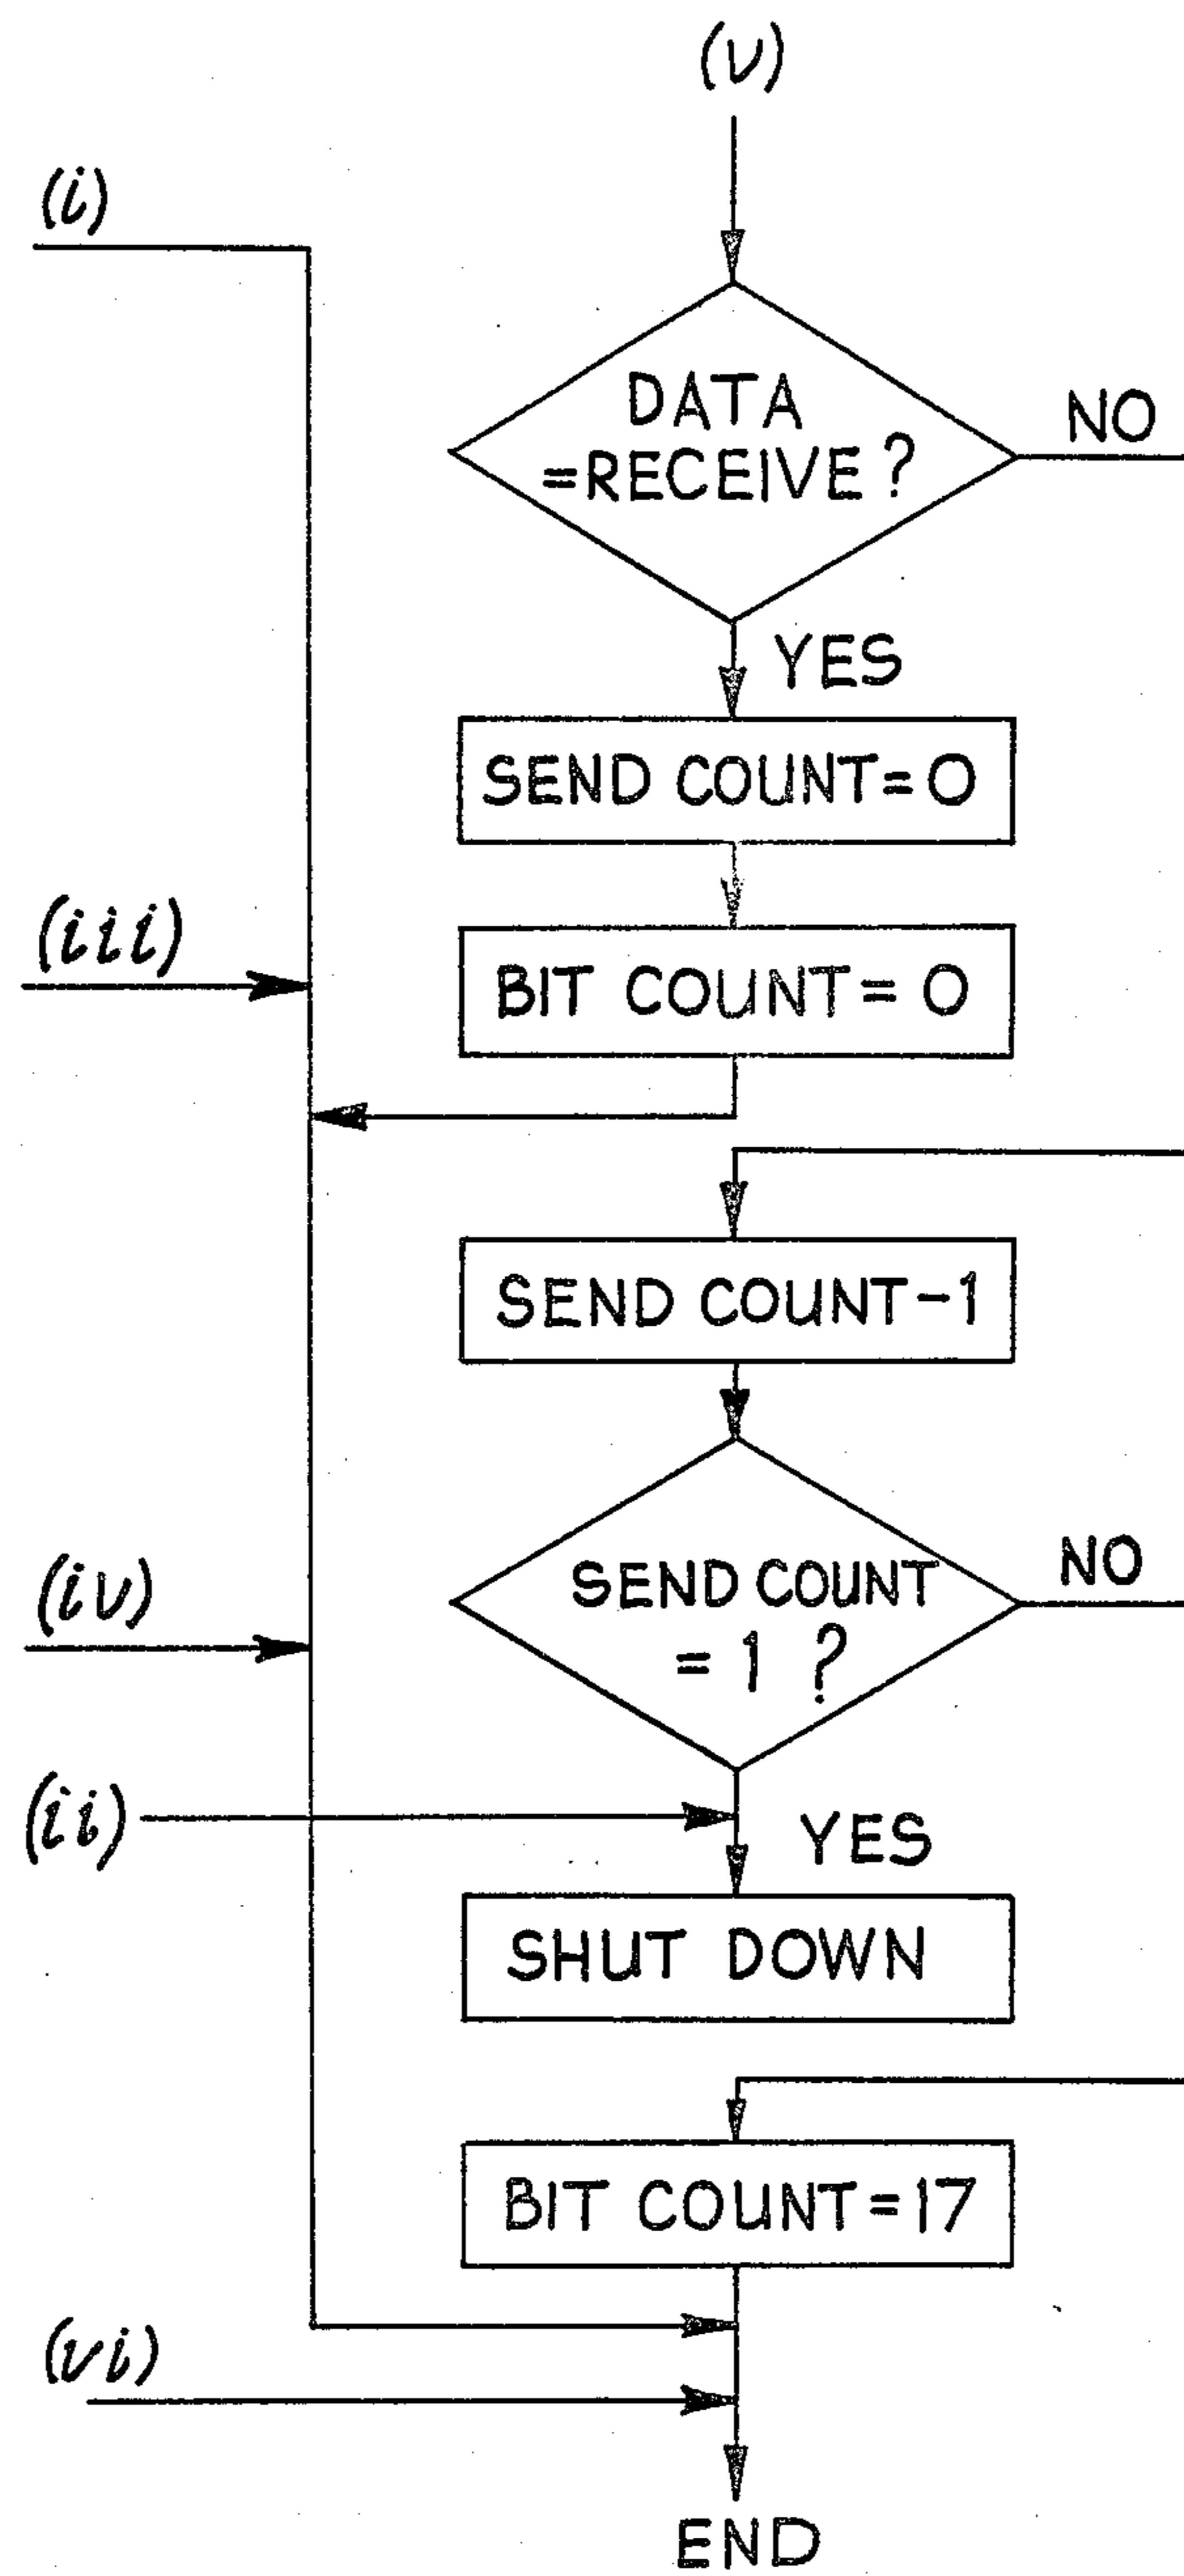 (v)
(i)
DATA
=RECEIVE?
NO
YES
SEND COUNT=0
(iii)
BIT COUNT=0
SEND COUNT-1
(iv)
SEND COUNT
=1 ?
NO
(ii)
YES
SHUT DOWN
BIT COUNT=17
(vi)
END